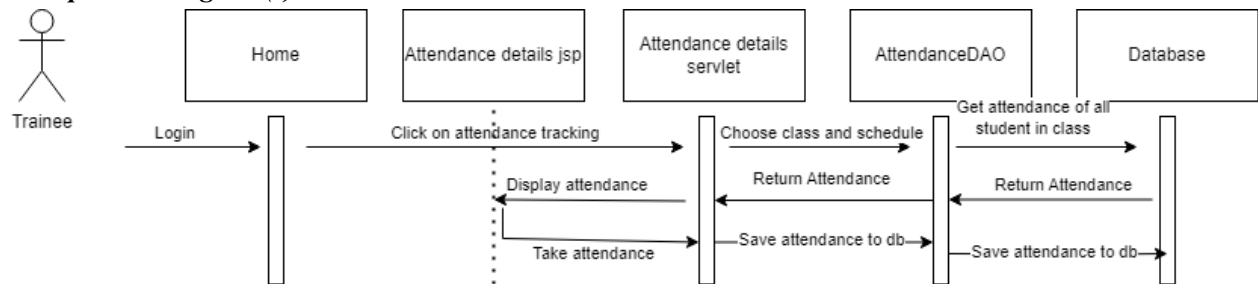 Home
Attendance details jsp
Attendance details
servlet
AttendanceDAO
Database
Trainee
Login
Click on attendance tracking
Choose class and schedule
Get attendance of all
student in class
Display attendance
Return Attendance
Return Attendance
Take attendance
Save attendance to db
Save attendance to db